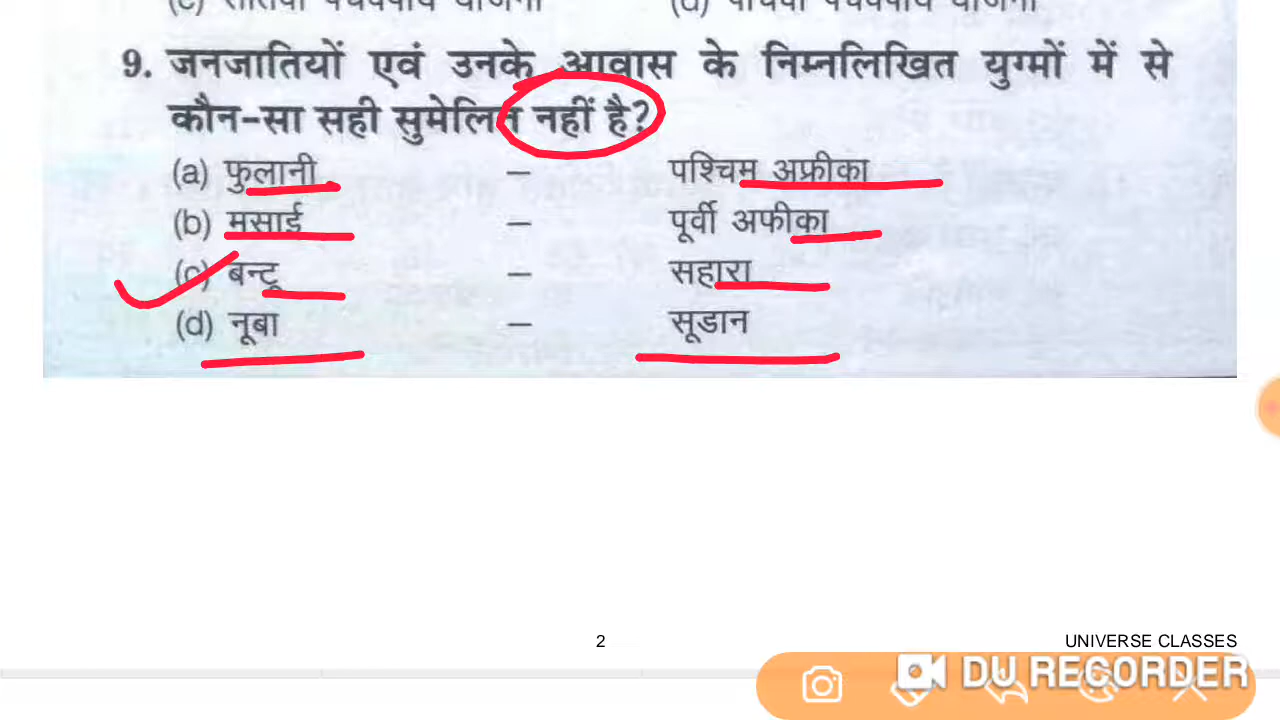 9. जनजातियों एवं उनके आवास के निम्नलिखित युग्मों में से
कौन-सा सही सुमेलित नहीं है?
(a) फुलानी – पश्चिम अफ्रीका
(b) मसाई – पूर्वी अफीका
(c) बन्टू – सहारा
(d) नूबा – सूडान
2 UNIVERSE CLASSES
DU RECORDER